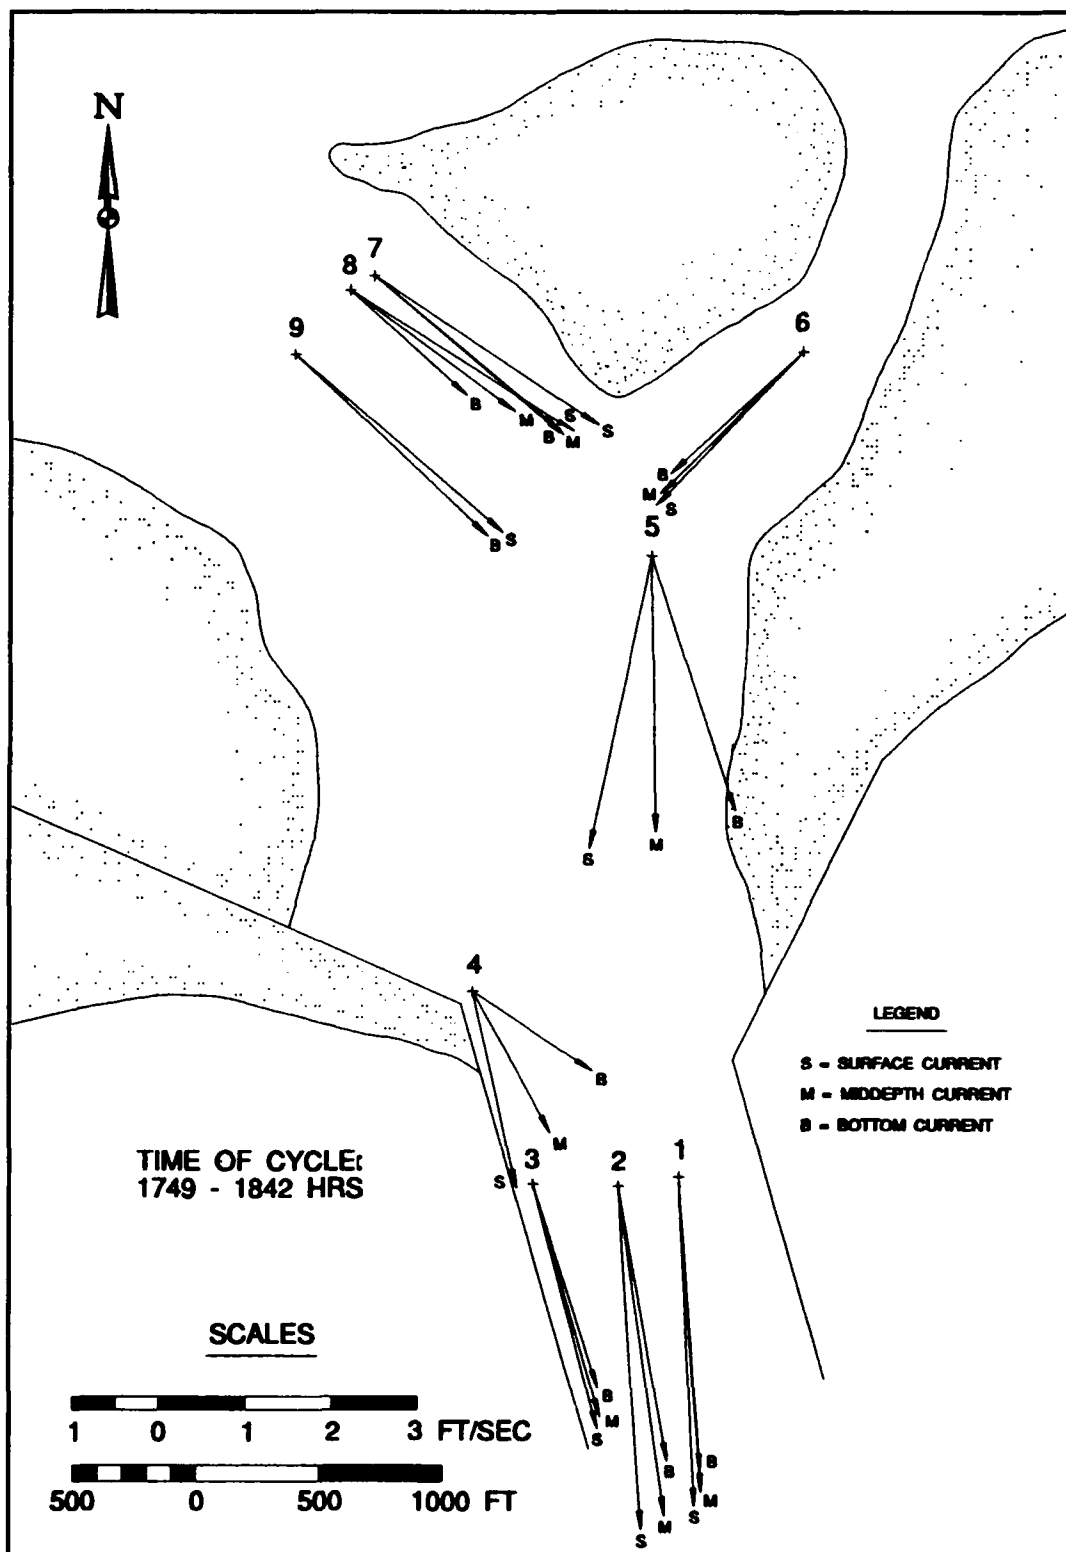 N
7
8
9
6
S
B
M
S
B
M
B
M
S
S
B
5
B
M
S
4
B
M
S
LEGEND
S = SURFACE CURRENT
M = MIDDEPTH CURRENT
B = BOTTOM CURRENT
3
2
1
TIME OF CYCLE:
1749 - 1842 HRS
SCALES
1 0 1 2 3 FT/SEC
500 0 500 1000 FT
B
M
S
B
M
S
B
M
S